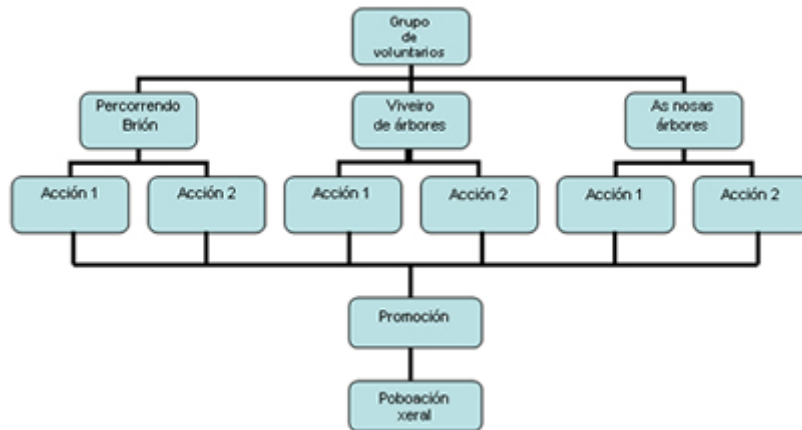 Grupo
de
voluntarios
Percorrendo
Brión
Viveiro
de árbores
As nosas
árbores
Acción 1
Acción 2
Acción 1
Acción 2
Acción 1
Acción 2
Promoción
Poboación
xeral